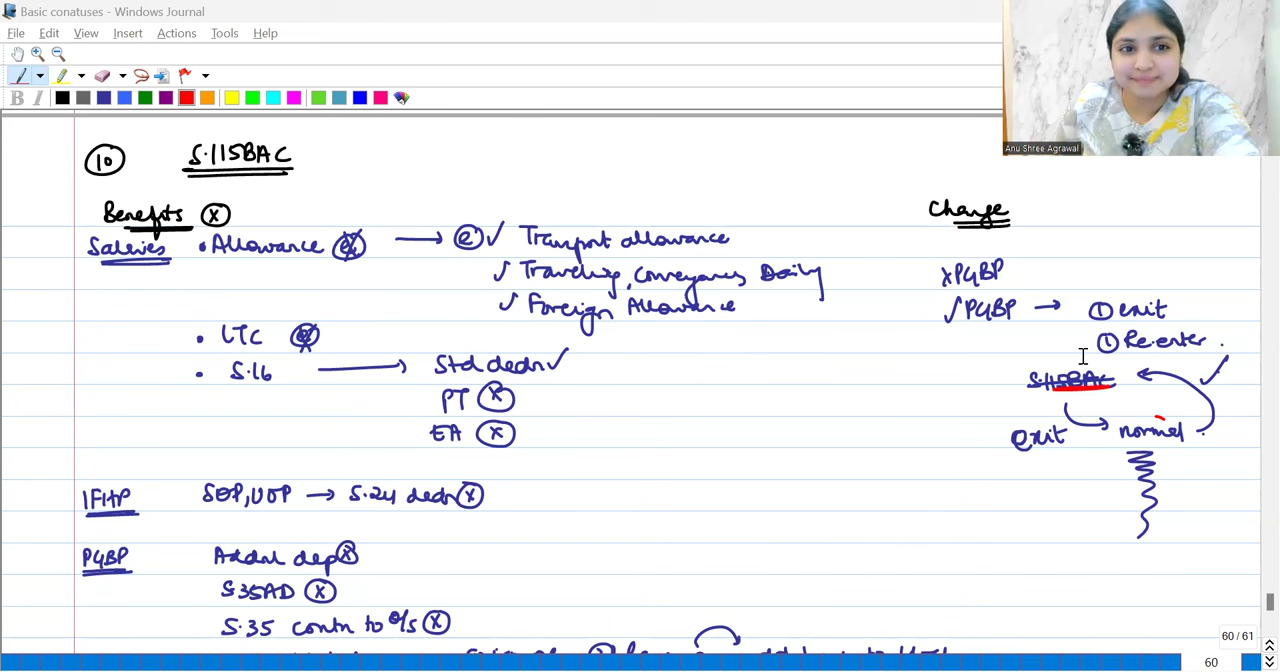 Basic conatuses - Windows Journal
File Edit View Insert Actions Tools Help
B I
Anu Shree Agrawal
10 S.115BAC
Benefits x
Change
Salaries • Allowance e → e ✓ Transport allowance
✓ Traveling, Conveyance, Daily
✓ Foreign Allowance
x PGBP
✓ PGBP → 1 exit
1 Re-enter.
• LTC e
• S.16 → Std dedn ✓
PT x
EA x
S.115BAC
exit normal
IFHP SOP, UOP → S.24 dedn x
PGBP Addnl dep x
S.35AD x
S.35 contn to o/s x
60 / 61
60